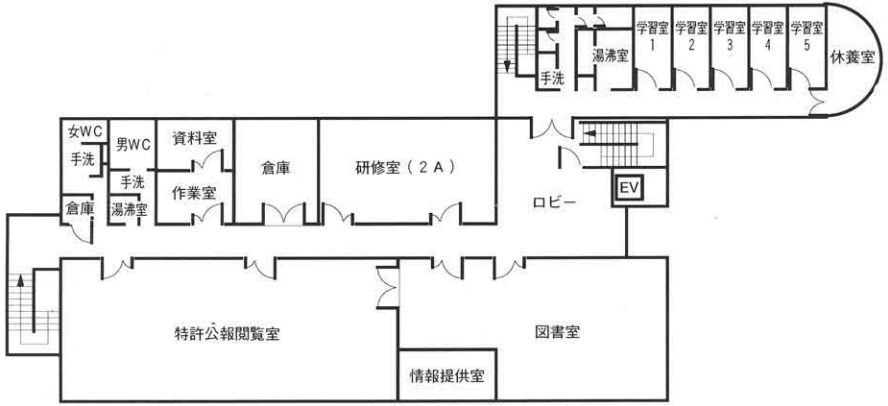 学習室
1
学習室
2
学習室
3
学習室
4
学習室
5
休養室
湯沸室
手洗
女WC
手洗
倉庫
男WC
手洗
湯沸室
資料室
作業室
倉庫
研修室(2A)
ロビー
EV
特許公報閲覧室
図書室
情報提供室